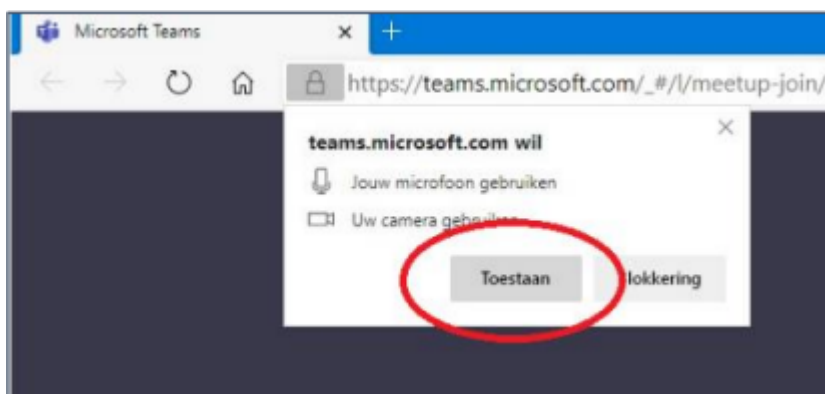 Microsoft Teams
https://teams.microsoft.com/_#/l/meetup-join/
teams.microsoft.com wil
Jouw microfoon gebruiken
Uw camera gebruiken
Toestaan
lokkering